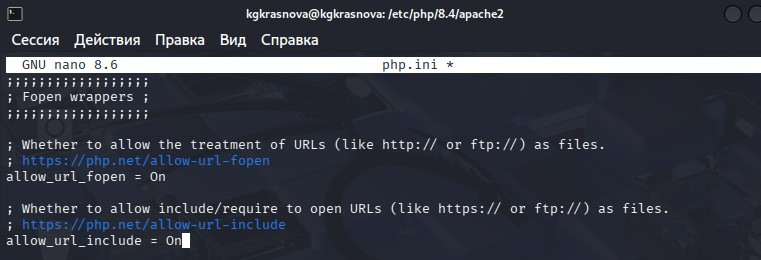 kgkrasnova@kgkrasnova: /etc/php/8.4/apache2
Сессия Действия Правка Вид Справка
GNU nano 8.6 php.ini *
;;;;;;;;;;;;;;;;;;
; Fopen wrappers ;
;;;;;;;;;;;;;;;;;;
; Whether to allow the treatment of URLs (like http:// or ftp://) as files.
; https://php.net/allow-url-fopen
allow_url_fopen = On
; Whether to allow include/require to open URLs (like https:// or ftp://) as files.
; https://php.net/allow-url-include
allow_url_include = On